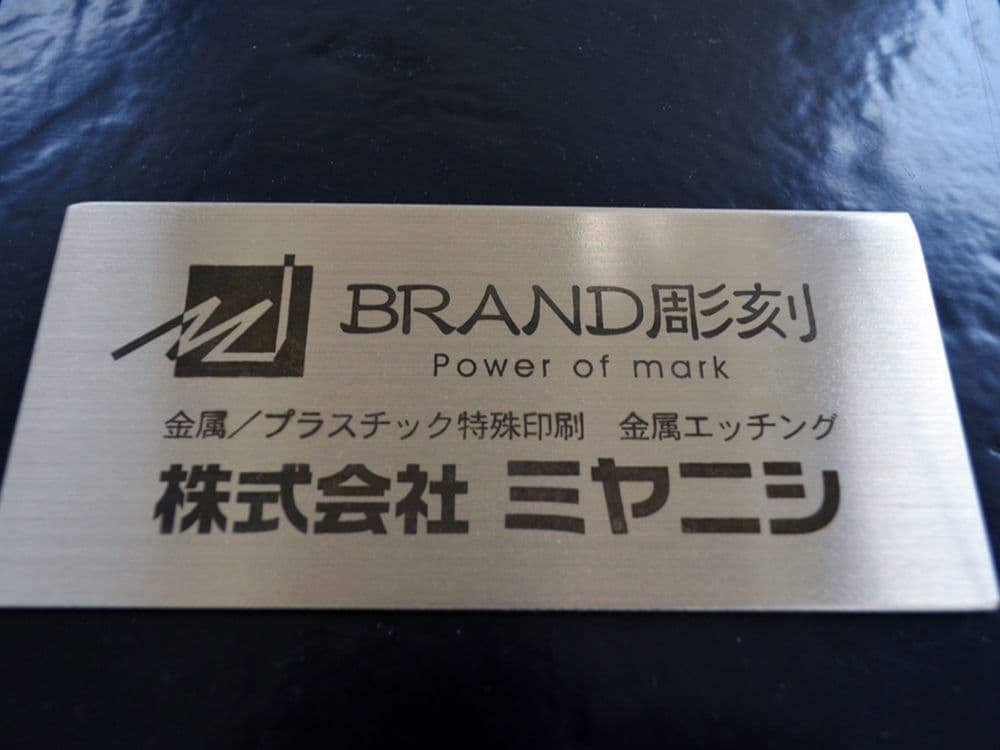 BRAND彫刻
Power of mark
金属／プラスチック特殊印刷　金属エッチング
株式会社 ミヤニシ